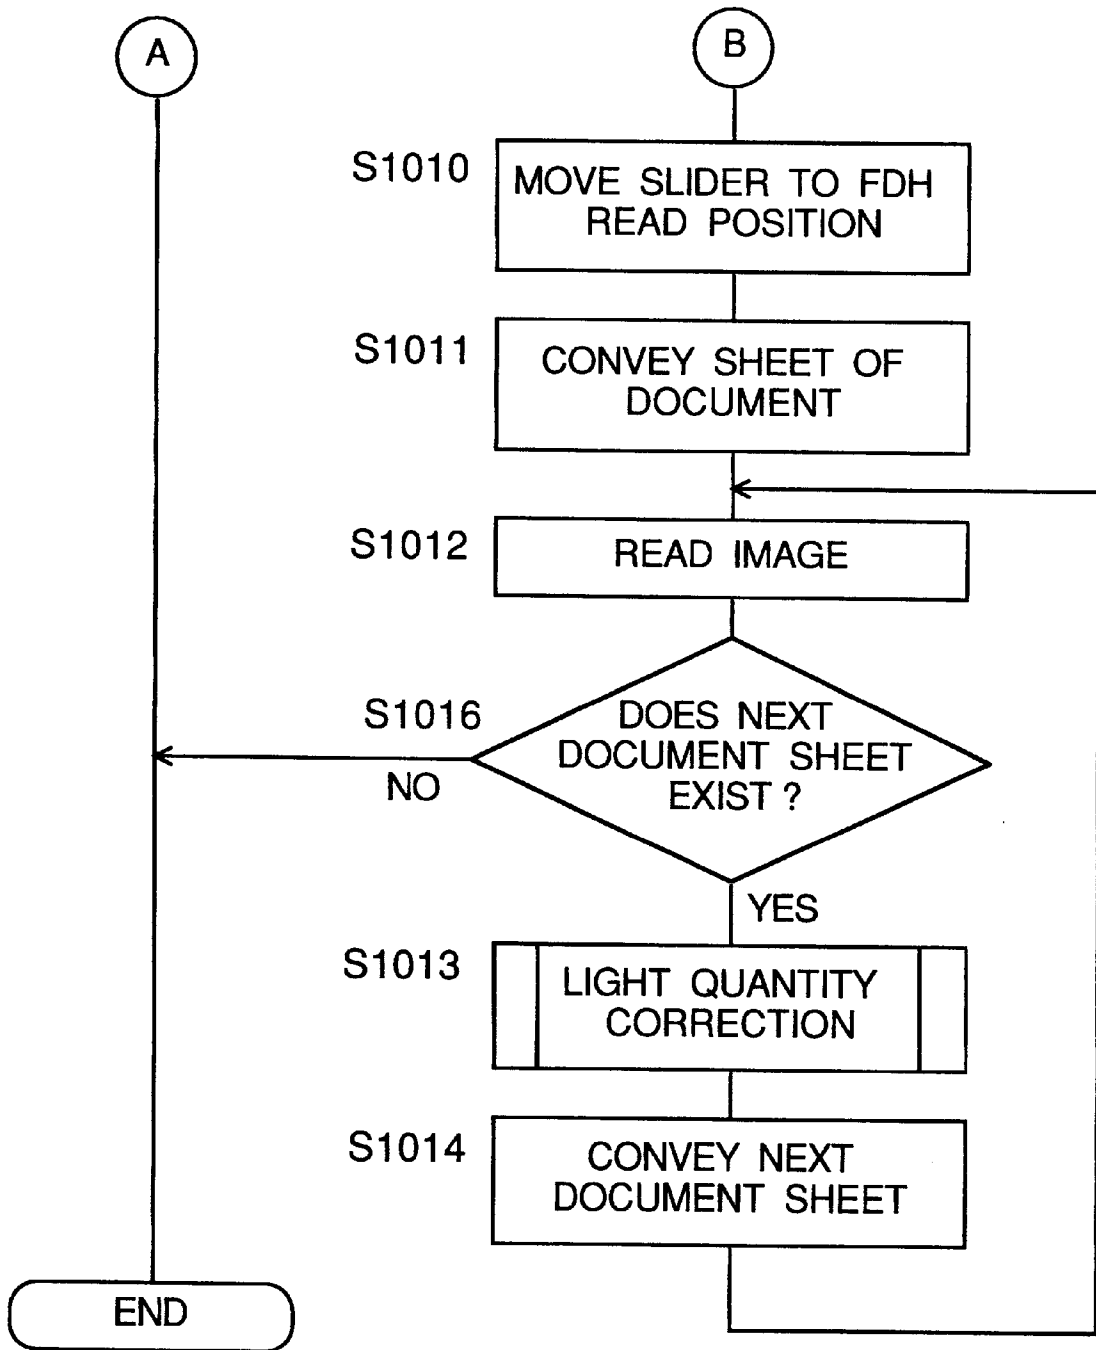 A
B
S1010
MOVE SLIDER TO FDH
READ POSITION
S1011
CONVEY SHEET OF
DOCUMENT
S1012
READ IMAGE
S1016
DOES NEXT
DOCUMENT SHEET
EXIST ?
NO
YES
S1013
LIGHT QUANTITY
CORRECTION
S1014
CONVEY NEXT
DOCUMENT SHEET
END